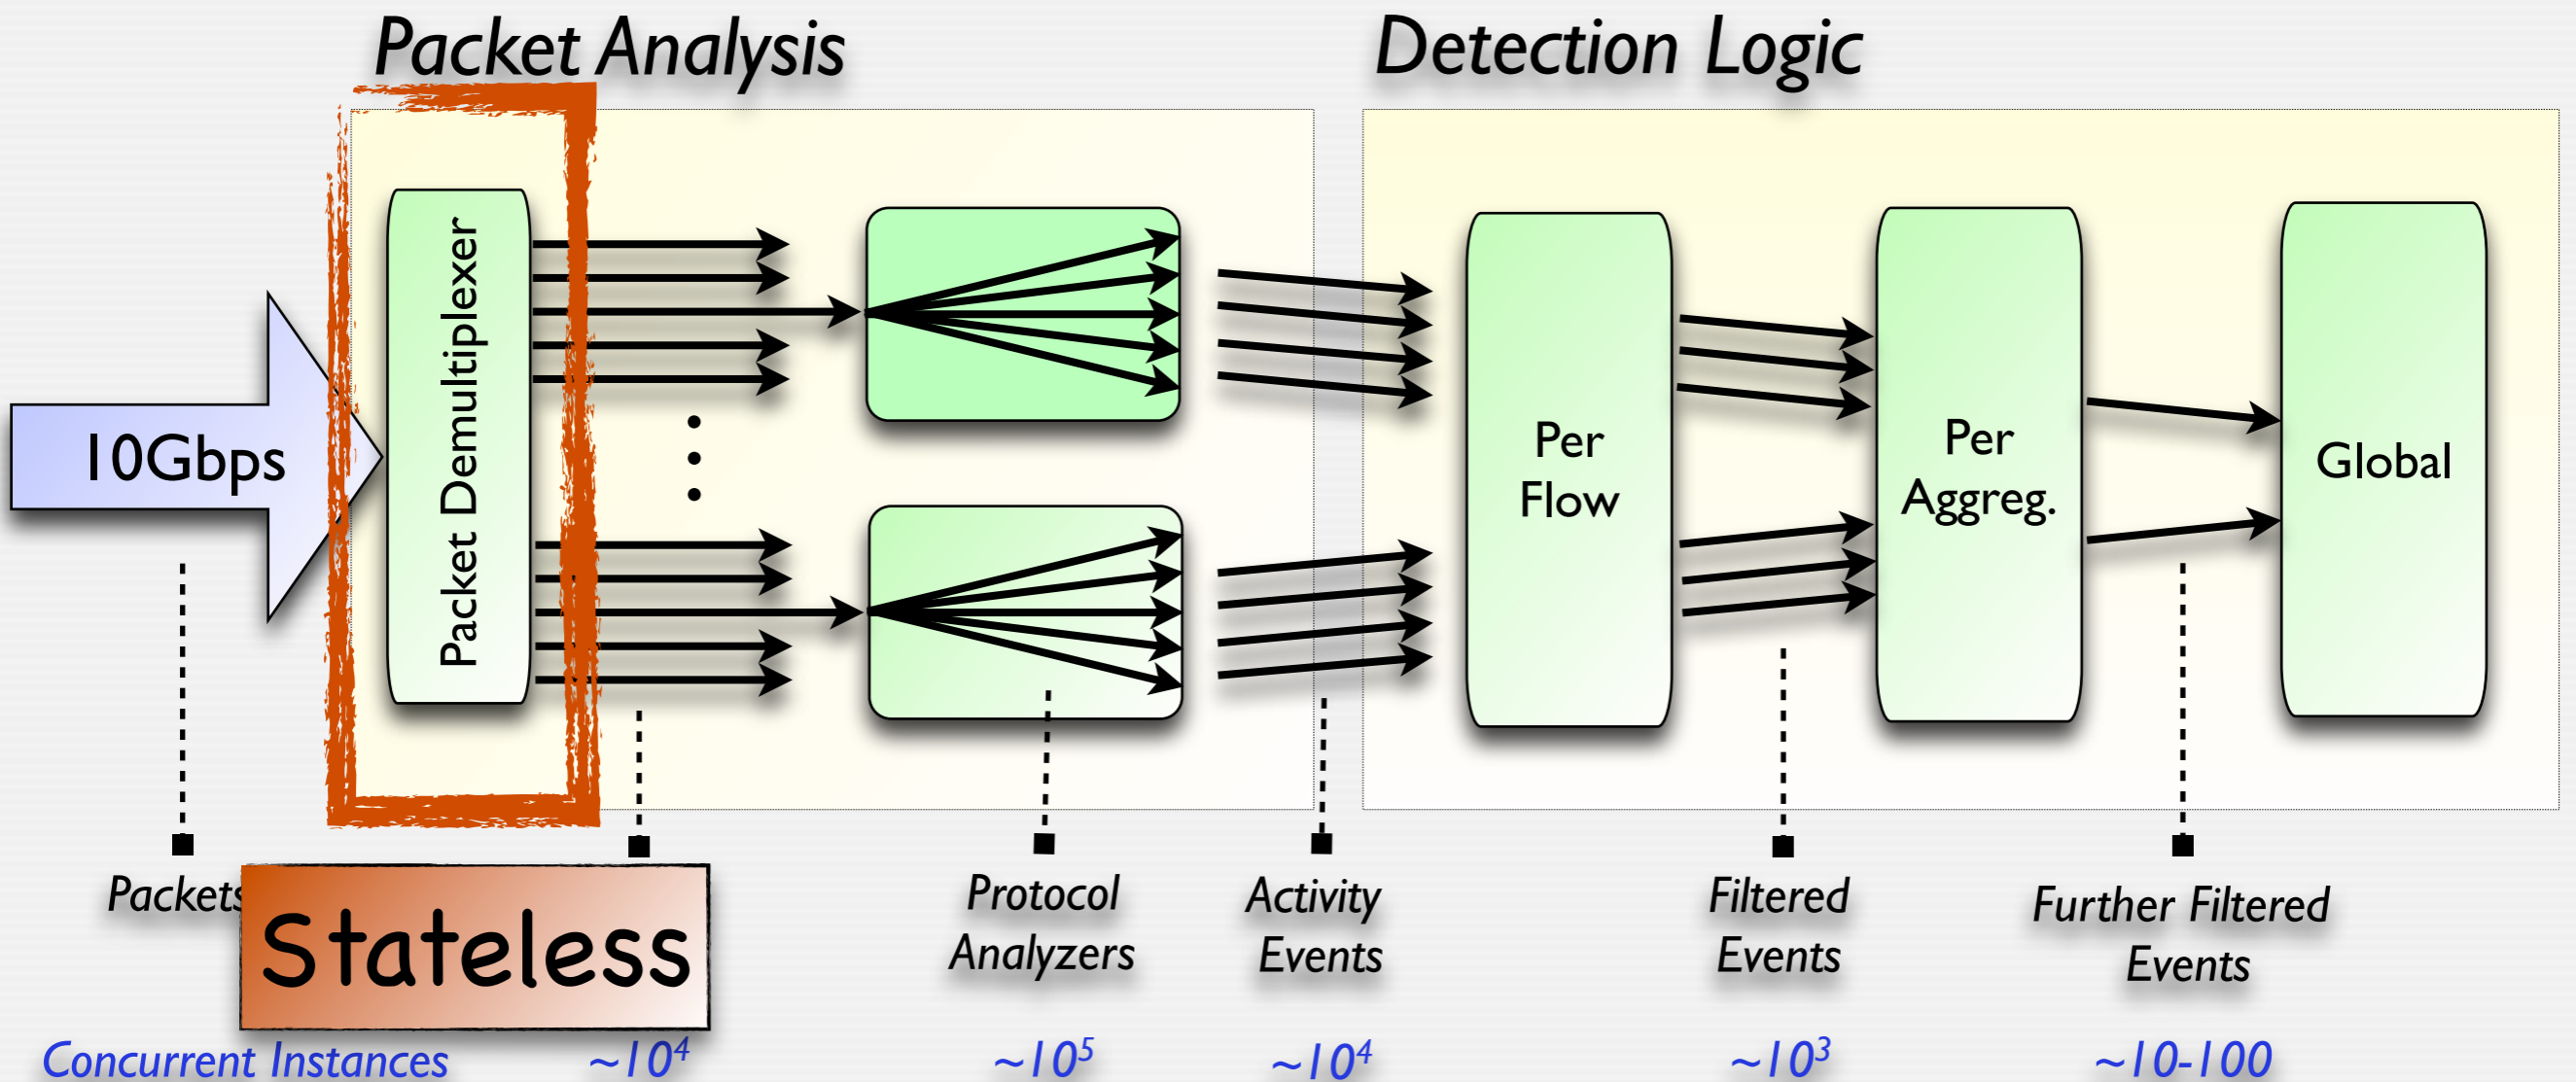 Packet Analysis
Detection Logic
10Gbps
Packet Demultiplexer
Per
Flow
Per
Aggreg.
Global
Packets
Stateless
Protocol
Analyzers
Activity
Events
Filtered
Events
Further Filtered
Events
Concurrent Instances
~10⁴
~10⁵
~10⁴
~10³
~10-100